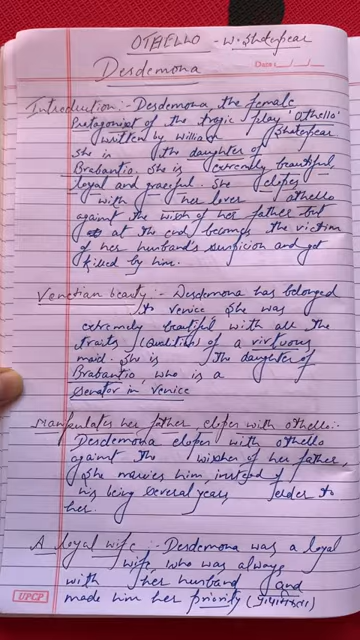 OTHELLO - W. Shakespear
Date : __/__/__
Desdemona
Introduction :- Desdemona, the female
Protagonist of the tragic play 'Othello'
written by William Shakespear
She is the daughter of
Brabantio. She is extremely beautiful,
loyal and graceful. She elopes
with her lover othello
against the wish of her father but
at the end becomes the victim
of her husband's suspicion and got
killed by him.
Venetian beauty :- Desdemona has belonged
to Venice. She was
extremely beautiful with all the
traits (Qualities) of a virtuous
maid. She is the daughter of
Brabantio, who is a
senator in Venice
Manipulates her father, elopes with othello :-
Desdemona elopes with othello
against the wishes of her father,
She marries him, instead of
his being several years elder to
her.
A loyal wife :- Desdemona was a loyal
wife, who was always
with her husband and
made him her priority
UPCP